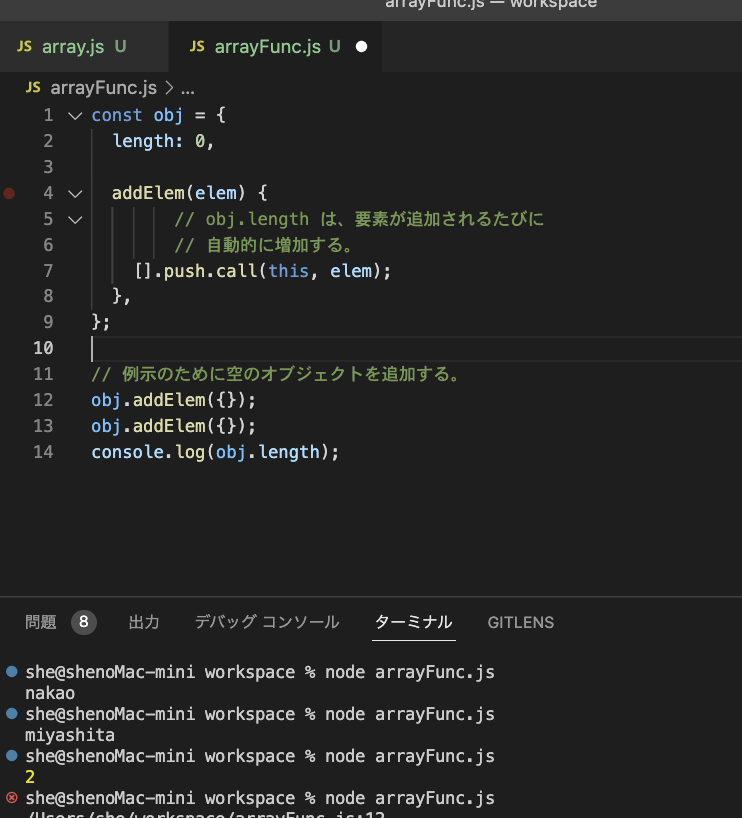 arrayFunc.js — workspace
JS array.js U JS arrayFunc.js U
JS arrayFunc.js > ...
1 const obj = {
2 length: 0,
3
4 addElem(elem) {
5 // obj.length は、要素が追加されるたびに
6 // 自動的に増加する。
7 [].push.call(this, elem);
8 },
9 };
10
11 // 例示のために空のオブジェクトを追加する。
12 obj.addElem({});
13 obj.addElem({});
14 console.log(obj.length);
問題 8 出力 デバッグ コンソール ターミナル GITLENS
she@shenoMac-mini workspace % node arrayFunc.js
nakao
she@shenoMac-mini workspace % node arrayFunc.js
miyashita
she@shenoMac-mini workspace % node arrayFunc.js
2
she@shenoMac-mini workspace % node arrayFunc.js
/Users/she/workspace/arrayFunc.js:12